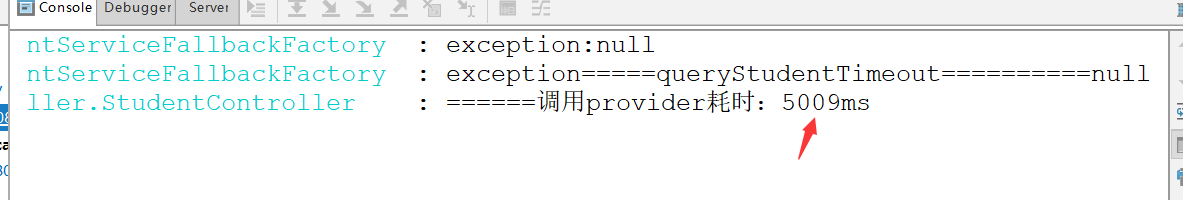 Console Debugger Server
ntServiceFallbackFactory : exception:null
ntServiceFallbackFactory : exception=====queryStudentTimeout==========null
ller.StudentController : ======调用provider耗时：5009ms